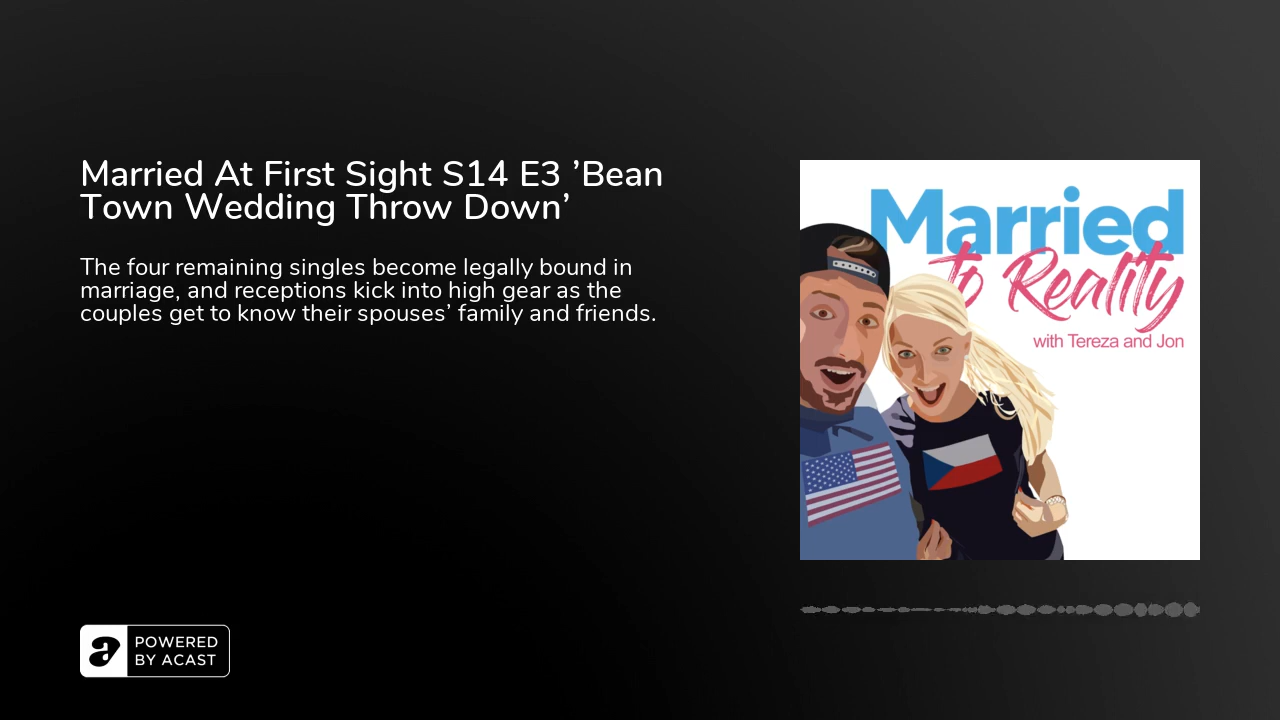 Married At First Sight S14 E3 ’Bean
Town Wedding Throw Down’
The four remaining singles become legally bound in
marriage, and receptions kick into high gear as the
couples get to know their spouses’ family and friends.
Married
to Reality
with Tereza and Jon
a
POWERED
BY ACAST